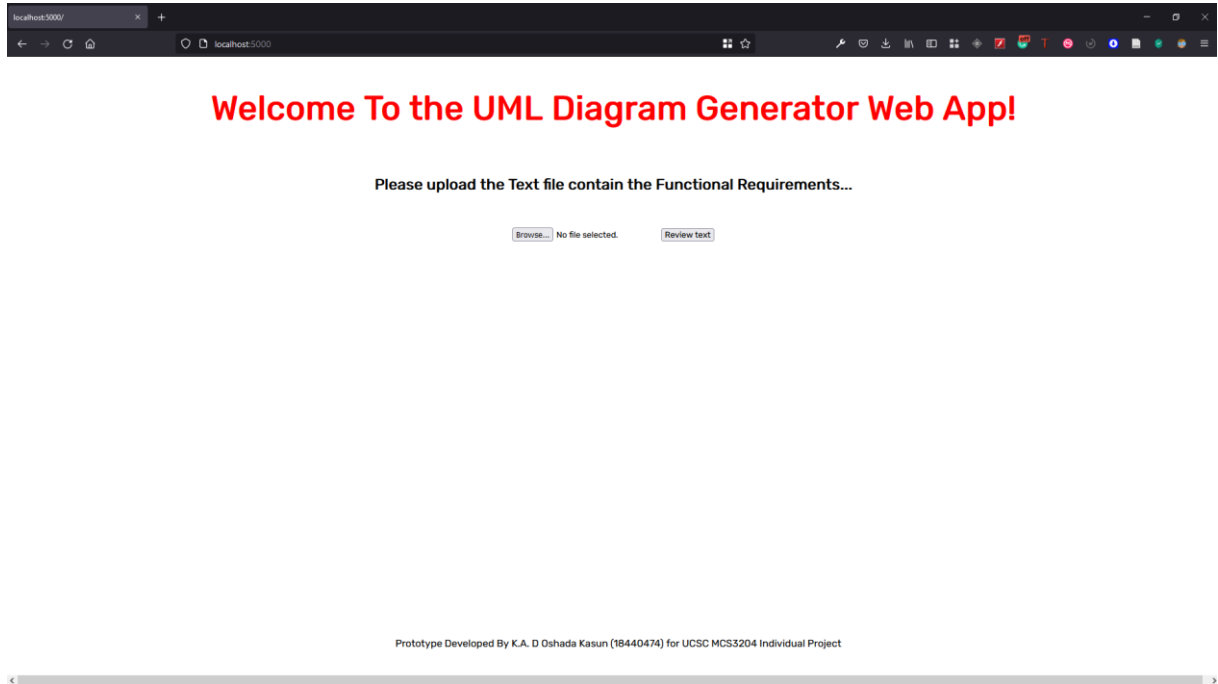 localhost:5000/
localhost:5000
Welcome To the UML Diagram Generator Web App!
Please upload the Text file contain the Functional Requirements...
Browse... No file selected. Review text
Prototype Developed By K.A. D Oshada Kasun (18440474) for UCSC MCS3204 Individual Project